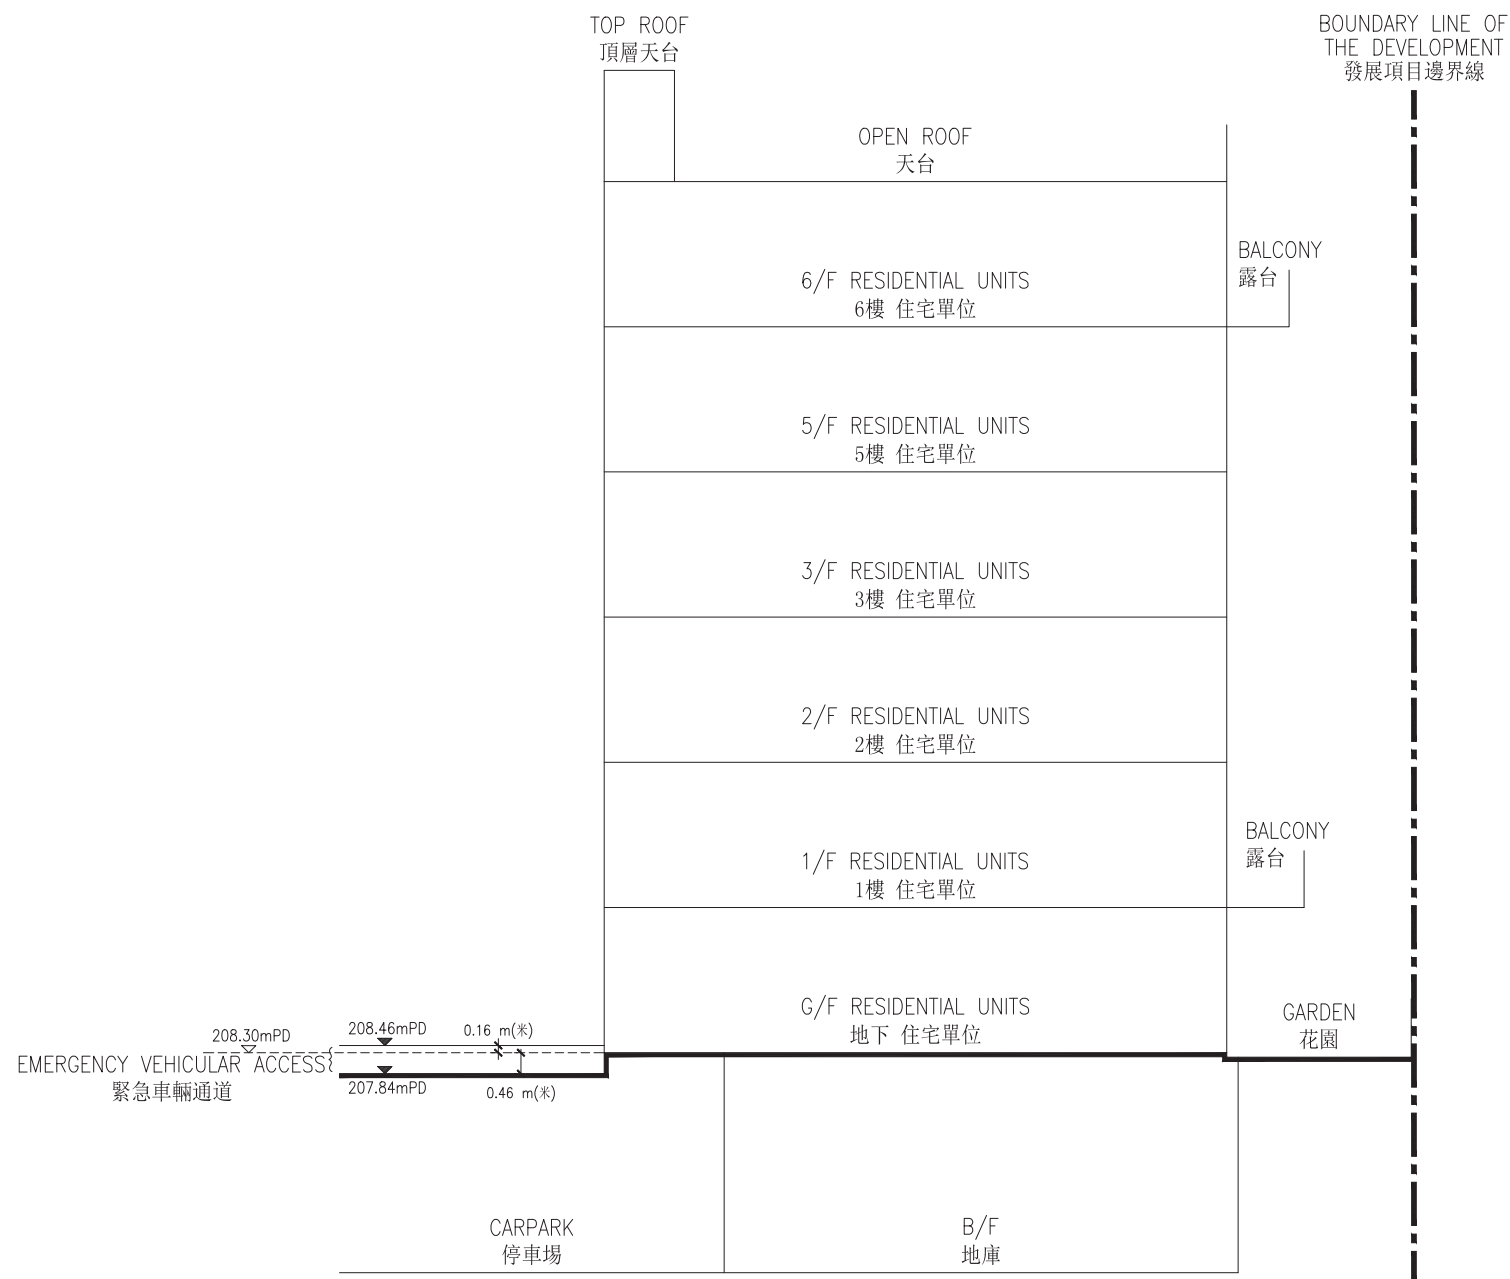 TOP ROOF
頂層天台
BOUNDARY LINE OF
THE DEVELOPMENT
發展項目邊界線
OPEN ROOF
天台
BALCONY
露台
6/F RESIDENTIAL UNITS
6樓 住宅單位
5/F RESIDENTIAL UNITS
5樓 住宅單位
3/F RESIDENTIAL UNITS
3樓 住宅單位
2/F RESIDENTIAL UNITS
2樓 住宅單位
BALCONY
露台
1/F RESIDENTIAL UNITS
1樓 住宅單位
G/F RESIDENTIAL UNITS
地下 住宅單位
GARDEN
花園
208.30mPD
208.46mPD
0.16 m(米)
EMERGENCY VEHICULAR ACCESS
緊急車輛通道
207.84mPD
0.46 m(米)
CARPARK
停車場
B/F
地庫